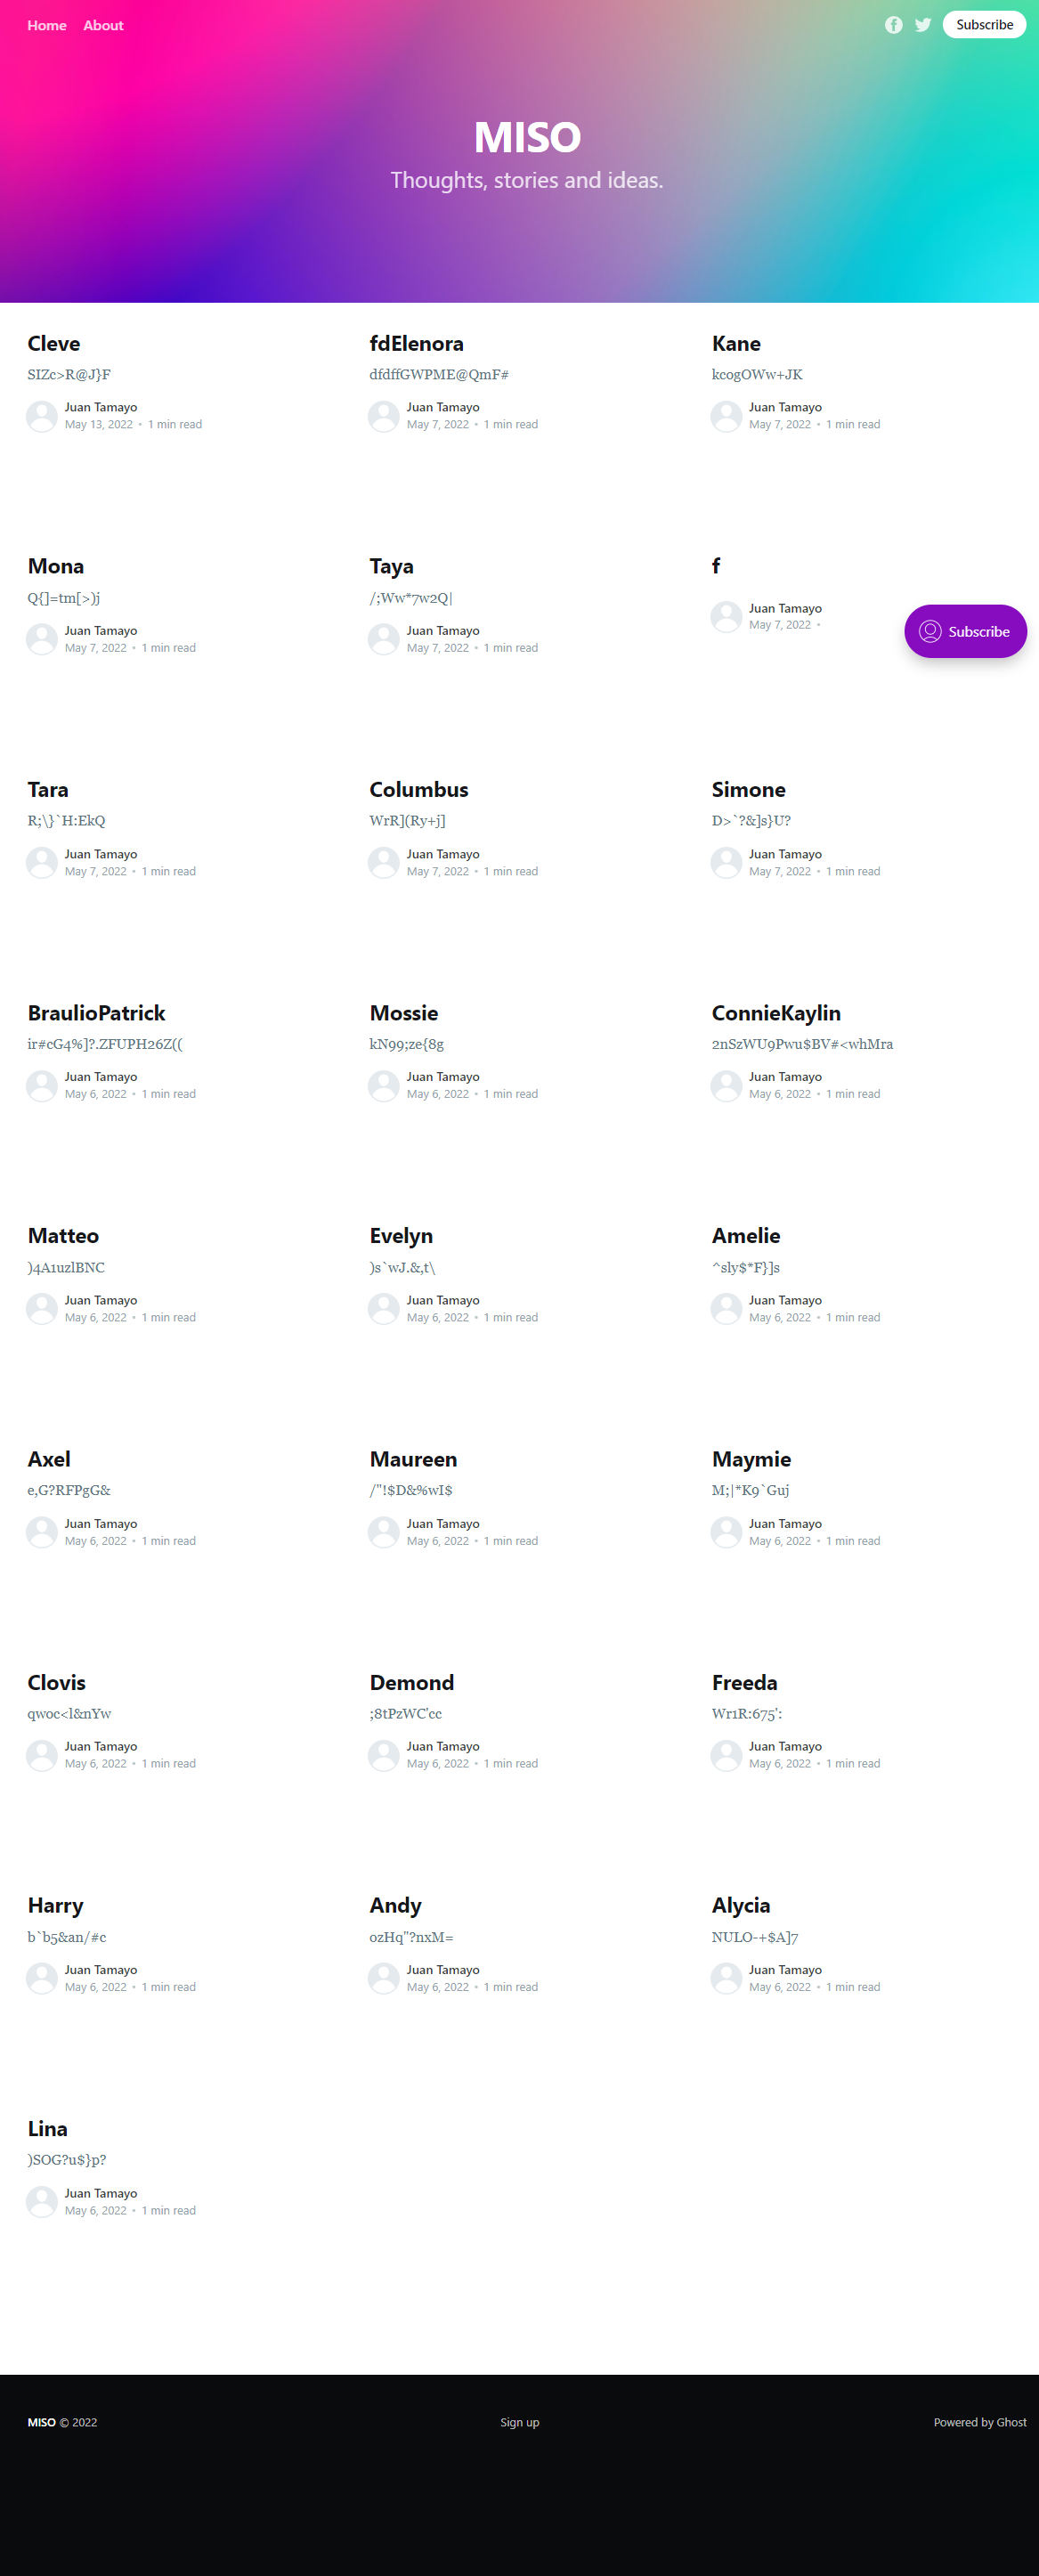 Home About Subscribe
MISO
Thoughts, stories and ideas.
Cleve
SIZc>R@J}F
Juan Tamayo
May 13, 2022 • 1 min read
fdElenora
dfdffGWPME@QmF#
Juan Tamayo
May 7, 2022 • 1 min read
Kane
kcogOWw+JK
Juan Tamayo
May 7, 2022 • 1 min read
Mona
Q{]=tm[>)j
Juan Tamayo
May 7, 2022 • 1 min read
Taya
/;Ww*7w2Q|
Juan Tamayo
May 7, 2022 • 1 min read
f
Juan Tamayo
May 7, 2022 •
Subscribe
Tara
R;\}`H:EkQ
Juan Tamayo
May 7, 2022 • 1 min read
Columbus
WrR](Ry+j]
Juan Tamayo
May 7, 2022 • 1 min read
Simone
D>`?&]s}U?
Juan Tamayo
May 7, 2022 • 1 min read
BraulioPatrick
ir#cG4%]?.ZFUPH26Z((
Juan Tamayo
May 6, 2022 • 1 min read
Mossie
kN99;ze{8g
Juan Tamayo
May 6, 2022 • 1 min read
ConnieKaylin
2nSzWU9Pwu$BV#<whMra
Juan Tamayo
May 6, 2022 • 1 min read
Matteo
)4A1uzlBNC
Juan Tamayo
May 6, 2022 • 1 min read
Evelyn
)s`wJ.&,t\
Juan Tamayo
May 6, 2022 • 1 min read
Amelie
^sly$*F}]s
Juan Tamayo
May 6, 2022 • 1 min read
Axel
e,G?RFPgG&
Juan Tamayo
May 6, 2022 • 1 min read
Maureen
/"!$D&%wI$
Juan Tamayo
May 6, 2022 • 1 min read
Maymie
M;|*K9`Guj
Juan Tamayo
May 6, 2022 • 1 min read
Clovis
qwoc<l&nYw
Juan Tamayo
May 6, 2022 • 1 min read
Demond
;8tPzWC'cc
Juan Tamayo
May 6, 2022 • 1 min read
Freeda
Wr1R:675':
Juan Tamayo
May 6, 2022 • 1 min read
Harry
b`b5&an/#c
Juan Tamayo
May 6, 2022 • 1 min read
Andy
ozHq"?nxM=
Juan Tamayo
May 6, 2022 • 1 min read
Alycia
NULO-+$A]7
Juan Tamayo
May 6, 2022 • 1 min read
Lina
)SOG?u$}p?
Juan Tamayo
May 6, 2022 • 1 min read
MISO © 2022 Sign up Powered by Ghost